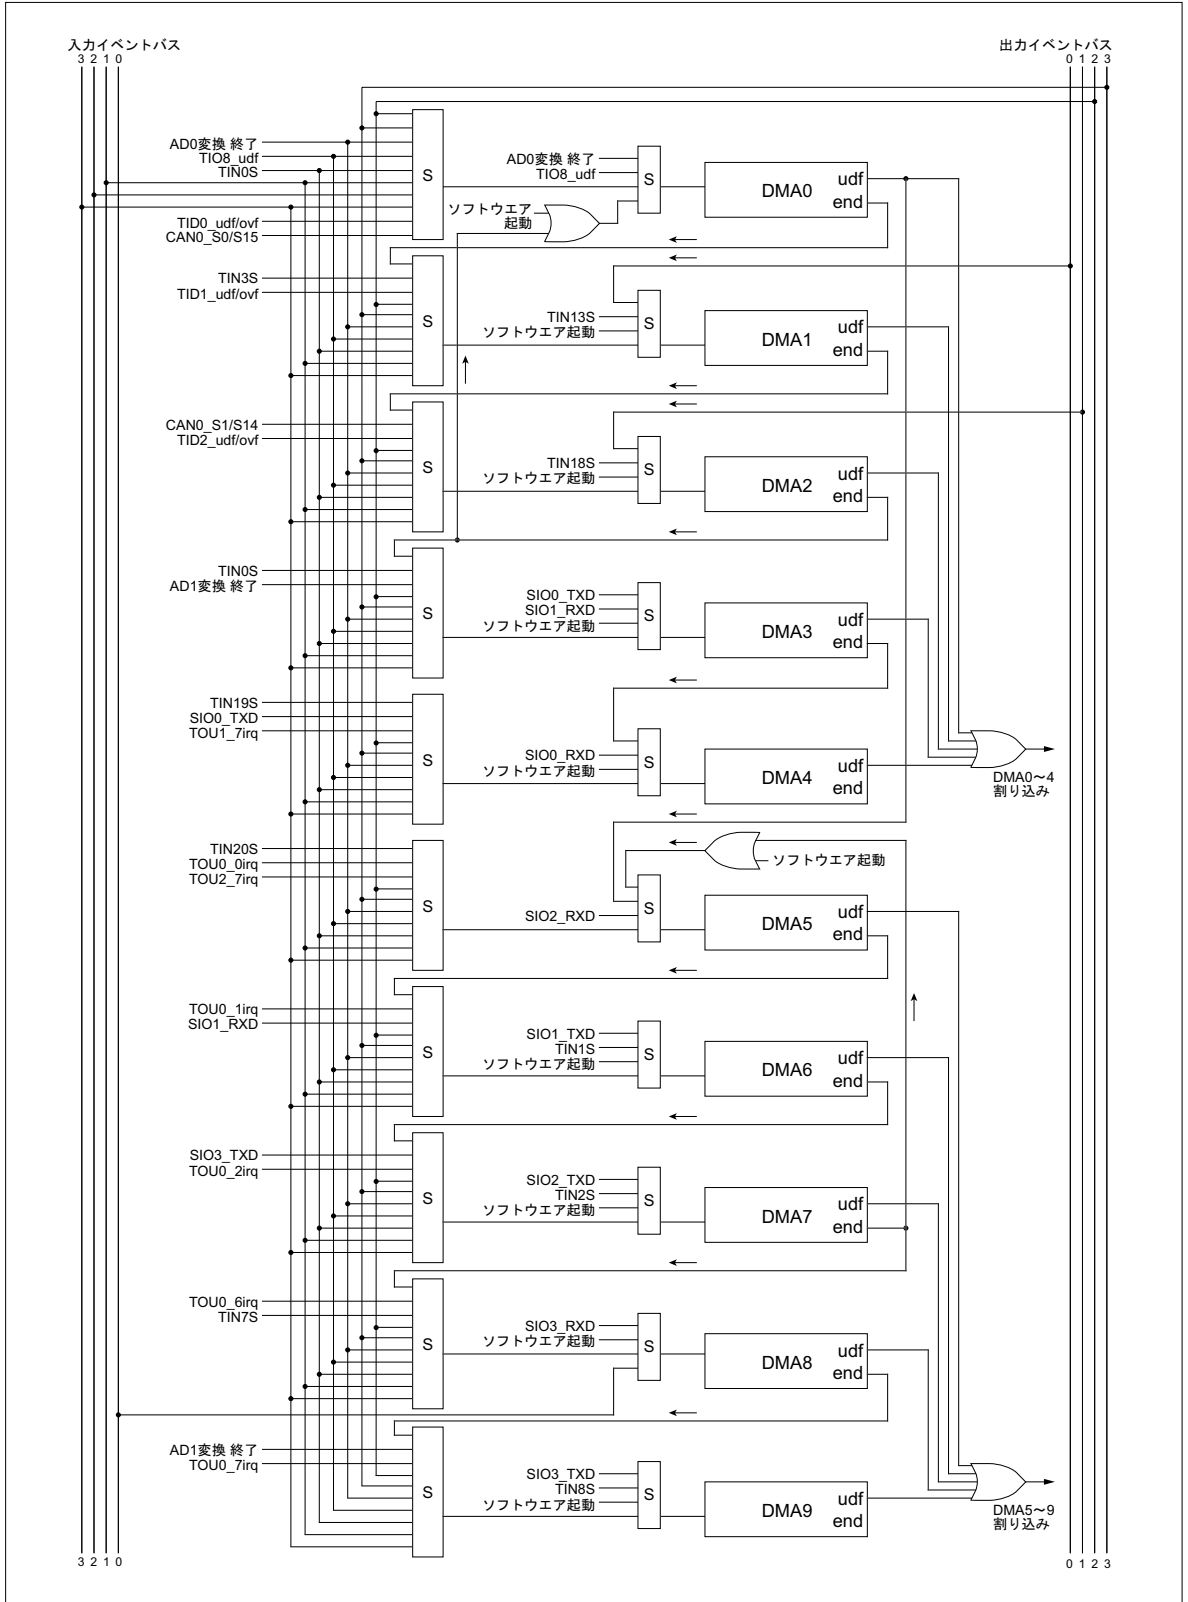 入力イベントバス
3 2 1 0
出力イベントバス
0 1 2 3
AD0変換 終了
TIO8_udf
TIN0S
TID0_udf/ovf
CAN0_S0/S15
S
AD0変換 終了
TIO8_udf
ソフトウエア
起動
S
DMA0
udf
end
TIN3S
TID1_udf/ovf
S
TIN13S
ソフトウエア起動
S
DMA1
udf
end
CAN0_S1/S14
TID2_udf/ovf
S
TIN18S
ソフトウエア起動
S
DMA2
udf
end
TIN0S
AD1変換 終了
S
SIO0_TXD
SIO1_RXD
ソフトウエア起動
S
DMA3
udf
end
TIN19S
SIO0_TXD
TOU1_7irq
S
SIO0_RXD
ソフトウエア起動
S
DMA4
udf
end
DMA0～4
割り込み
TIN20S
TOU0_0irq
TOU2_7irq
S
ソフトウエア起動
SIO2_RXD
S
DMA5
udf
end
TOU0_1irq
SIO1_RXD
S
SIO1_TXD
TIN1S
ソフトウエア起動
S
DMA6
udf
end
SIO3_TXD
TOU0_2irq
S
SIO2_TXD
TIN2S
ソフトウエア起動
S
DMA7
udf
end
TOU0_6irq
TIN7S
S
SIO3_RXD
ソフトウエア起動
S
DMA8
udf
end
AD1変換 終了
TOU0_7irq
S
SIO3_TXD
TIN8S
ソフトウエア起動
S
DMA9
udf
end
DMA5～9
割り込み
3 2 1 0
0 1 2 3